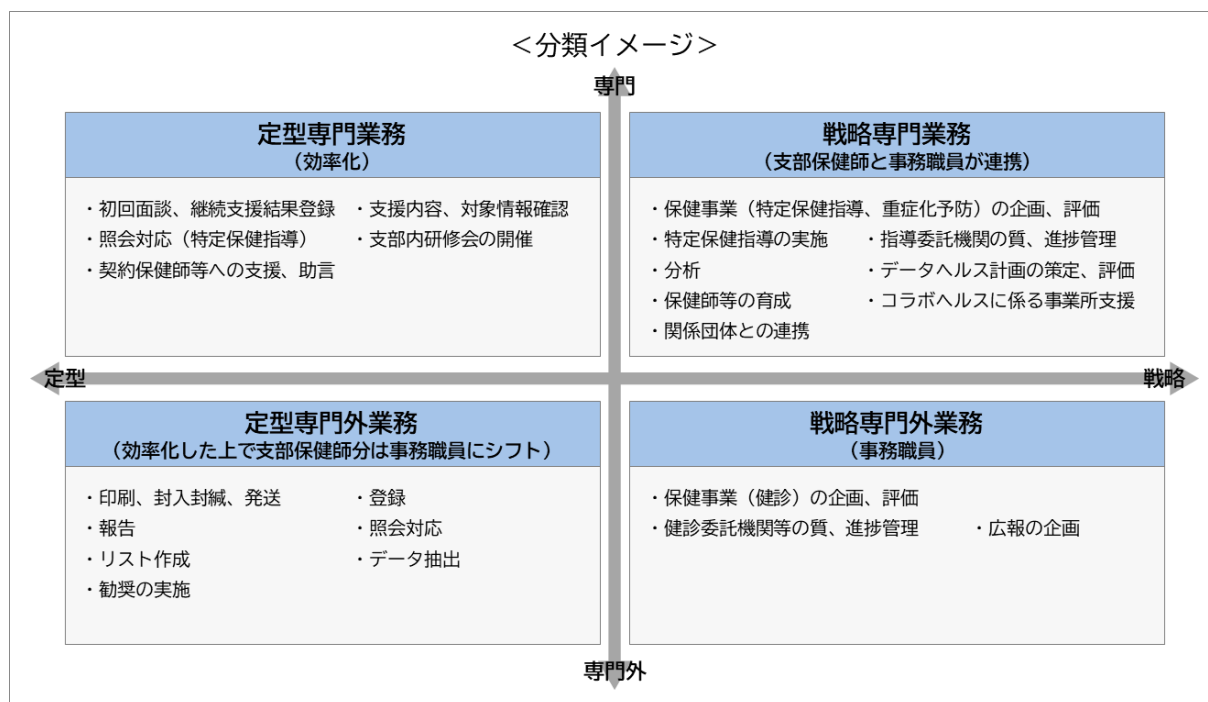 ＜分類イメージ＞
専門
定型専門業務
（効率化）
・初回面談、継続支援結果登録 ・支援内容、対象情報確認
・照会対応（特定保健指導） ・支部内研修会の開催
・契約保健師等への支援、助言
戦略専門業務
（支部保健師と事務職員が連携）
・保健事業（特定保健指導、重症化予防）の企画、評価
・特定保健指導の実施 ・指導委託機関の質、進捗管理
・分析 ・データヘルス計画の策定、評価
・保健師等の育成 ・コラボヘルスに係る事業所支援
・関係団体との連携
定型
戦略
定型専門外業務
（効率化した上で支部保健師分は事務職員にシフト）
・印刷、封入封緘、発送 ・登録
・報告 ・照会対応
・リスト作成 ・データ抽出
・勧奨の実施
戦略専門外業務
（事務職員）
・保健事業（健診）の企画、評価
・健診委託機関等の質、進捗管理 ・広報の企画
専門外